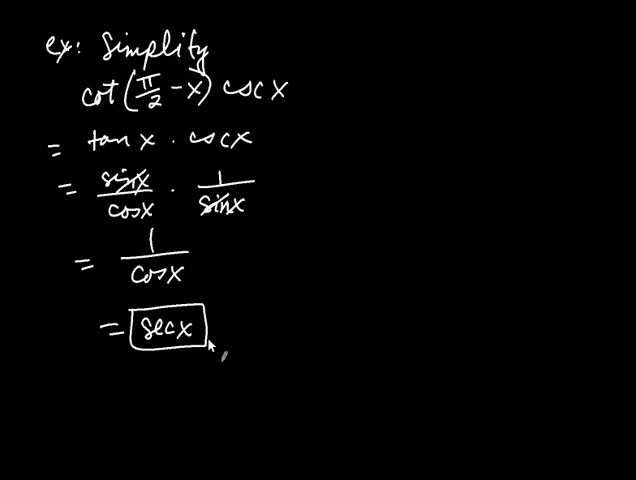 ex: Simplify
cot(π/2 - x) csc x
= tan x · csc x
= sin x/cos x · 1/sin x
= 1/cos x
= sec x